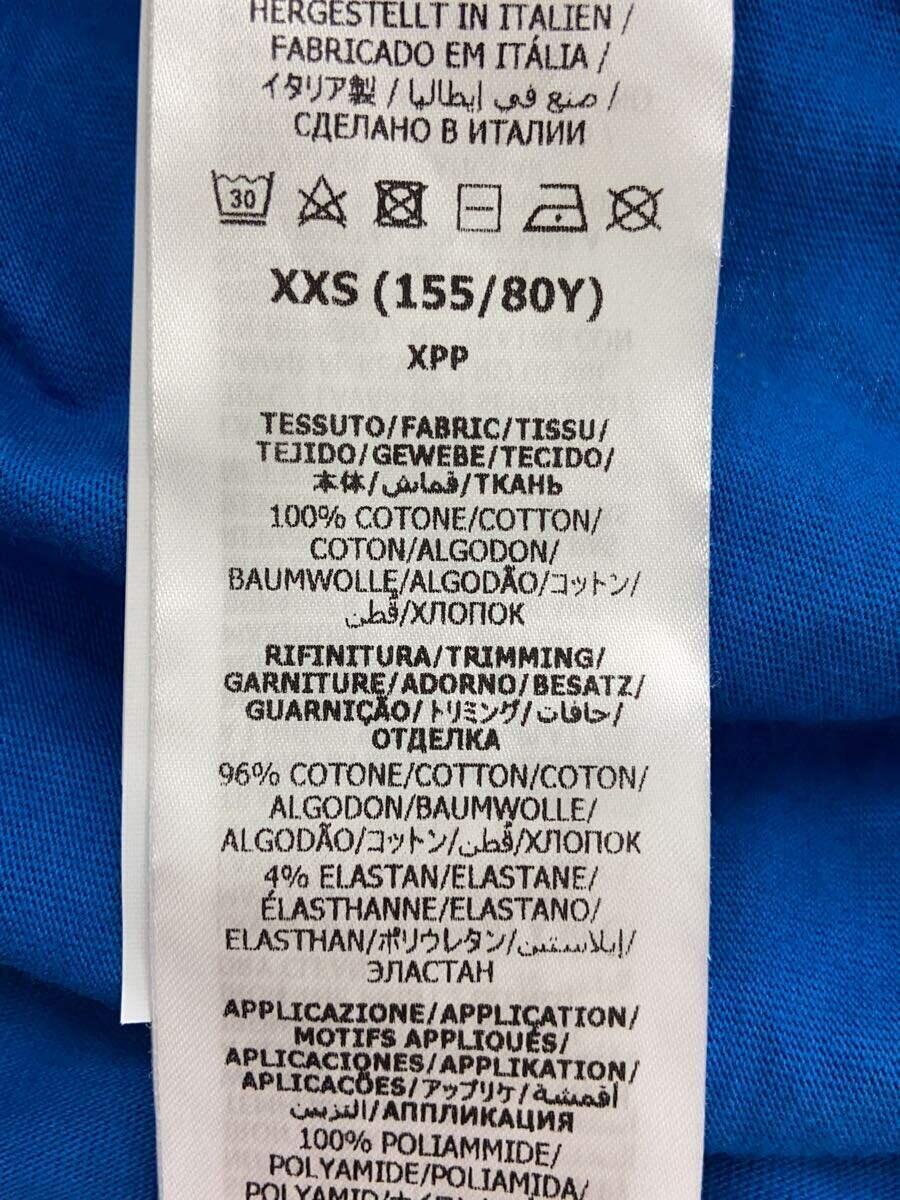 HERGESTELLT IN ITALIEN /
FABRICADO EM ITÁLIA /
イタリア製 / صنع في إيطاليا /
СДЕЛАНО В ИТАЛИИ
30
XXS (155/80Y)
XPP
TESSUTO/FABRIC/TISSU/
TEJIDO/GEWEBE/TECIDO/
本体/قماش/ТКАНЬ
100% COTONE/COTTON/
COTON/ALGODON/
BAUMWOLLE/ALGODÃO/コットン/
قطن/ХЛОПОК
RIFINITURA/TRIMMING/
GARNITURE/ADORNO/BESATZ/
GUARNIÇÃO/トリミング/حافات/
ОТДЕЛКА
96% COTONE/COTTON/COTON/
ALGODON/BAUMWOLLE/
ALGODÃO/コットン/قطن/ХЛОПОК
4% ELASTAN/ELASTANE/
ÉLASTHANNE/ELASTANO/
ELASTHAN/ポリウレタン/إيلاستين/
ЭЛАСТАН
APPLICAZIONE/APPLICATION/
MOTIFS APPLIQUÉS/
APLICACIONES/APPLIKATION/
APLICACÕES/アップリケ/أقمشة
التزيين/АППЛИКАЦИЯ
100% POLIAMMIDE/
POLYAMIDE/POLIAMIDA/
POLYAMID/